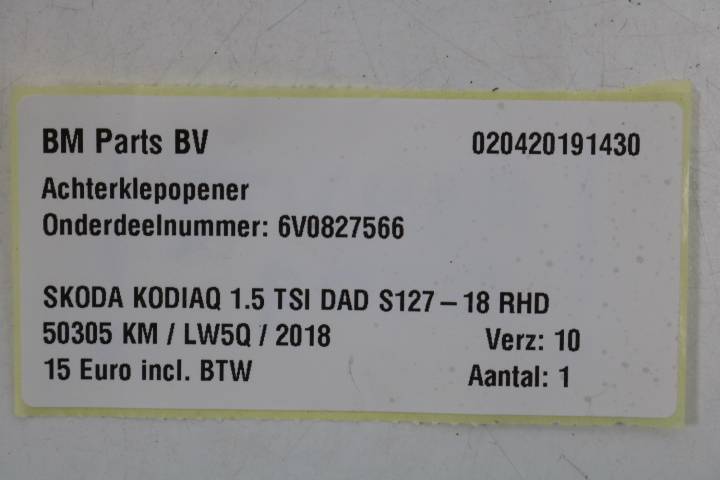 BM Parts BV 020420191430
Achterklepopener
Onderdeelnummer: 6V0827566
SKODA KODIAQ 1.5 TSI DAD S127 – 18 RHD
50305 KM / LW5Q / 2018 Verz: 10
15 Euro incl. BTW Aantal: 1